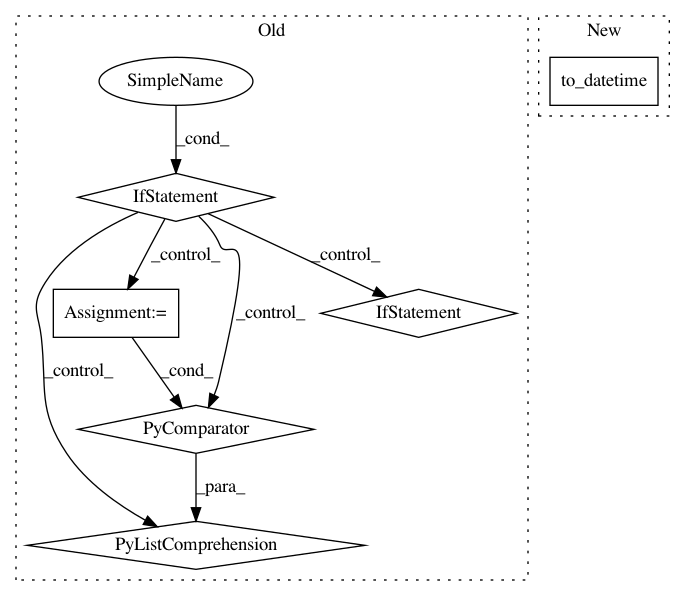 Old
New
SimpleName
to_datetime
_cond_
IfStatement
_control_
_control_
Assignment:=
_control_
IfStatement
_control_
_cond_
PyComparator
_para_
PyListComprehension